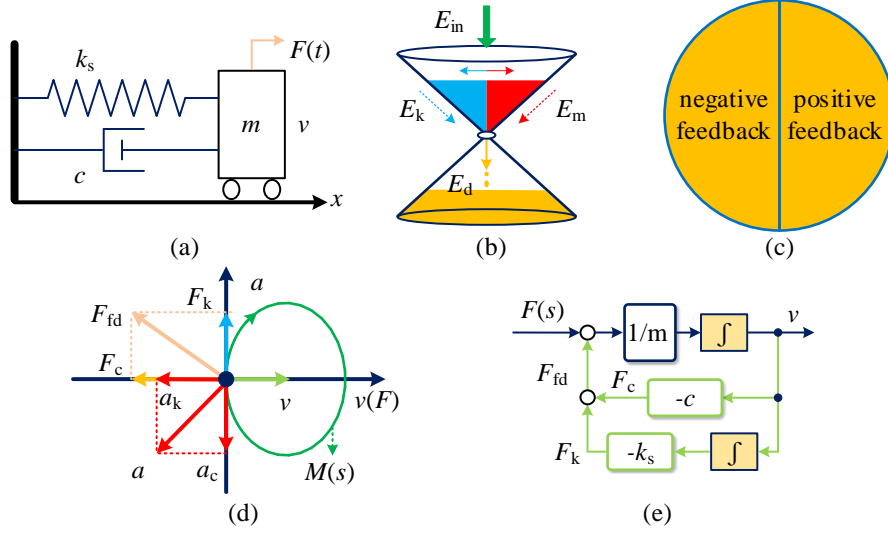 k_s
F(t)
m
v
c
x
(a)
E_in
E_k
E_m
E_d
(b)
negative feedback
positive feedback
(c)
a
F_k
F_fd
F_c
a_k
v
v(F)
a
a_c
M(s)
(d)
F(s)
1/m
∫
v
F_fd
F_c
-c
F_k
-k_s
∫
(e)